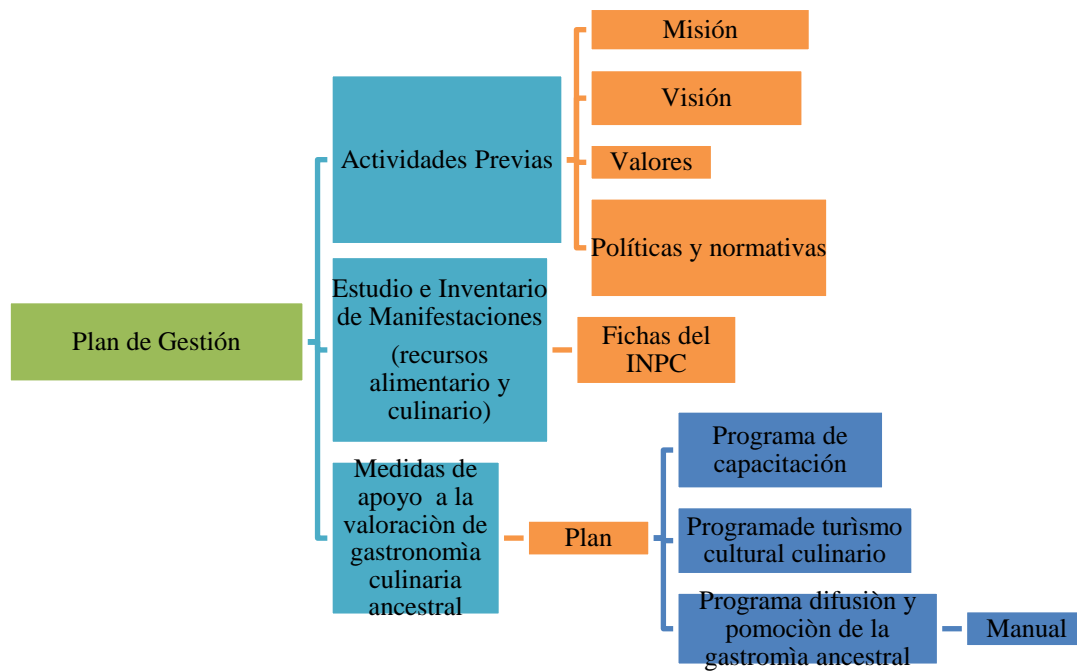 Plan de Gestión
Actividades Previas
Misión
Visión
Valores
Políticas y normativas
Estudio e Inventario
de Manifestaciones
(recursos
alimentario y
culinario)
Fichas del
INPC
Medidas de
apoyo a la
valoraciòn de
gastronomìa
culinaria
ancestral
Plan
Programa de
capacitación
Programade turìsmo
cultural culinario
Programa difusiòn y
pomociòn de la
gastromìa ancestral
Manual